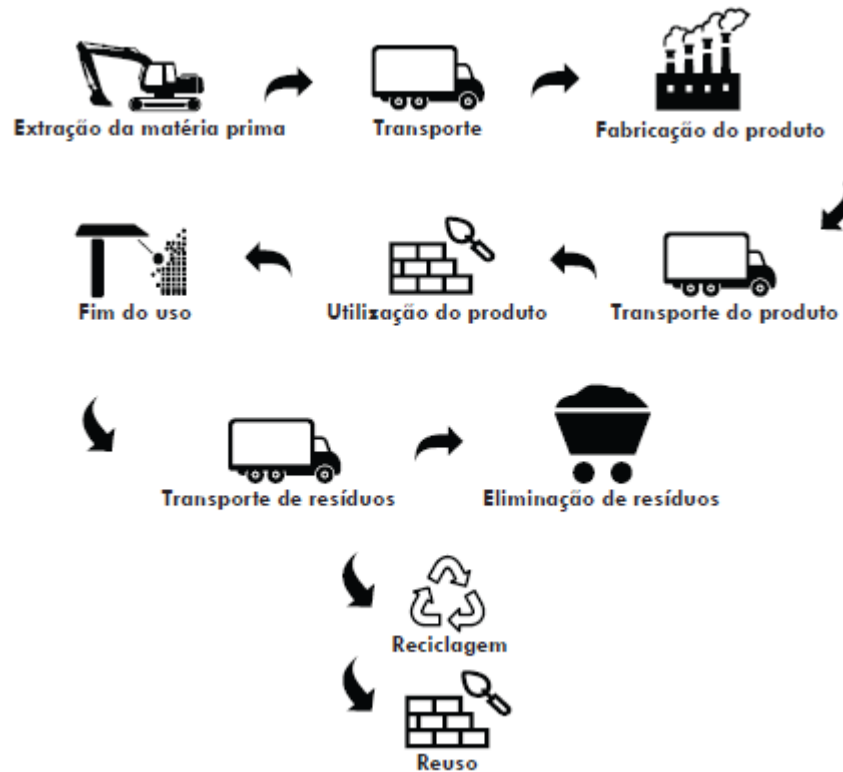 Extração da matéria prima
Transporte
Fabricação do produto
Fim do uso
Utilização do produto
Transporte do produto
Transporte de resíduos
Eliminação de resíduos
Reciclagem
Reuso